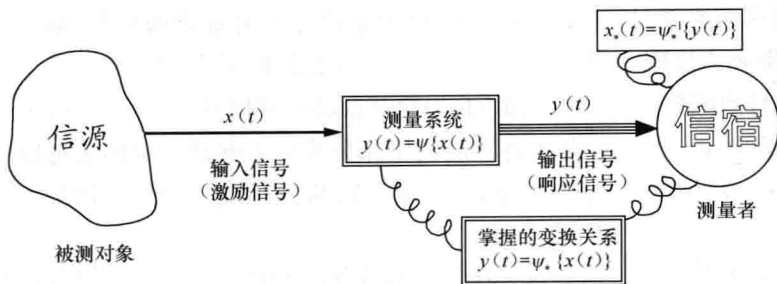 x*(t)=ψ*⁻¹{y(t)}
信源
x(t)
输入信号
(激励信号)
测量系统
y(t)=ψ{x(t)}
y(t)
输出信号
(响应信号)
信宿
测量者
被测对象
掌握的变换关系
y(t)=ψ*{x(t)}